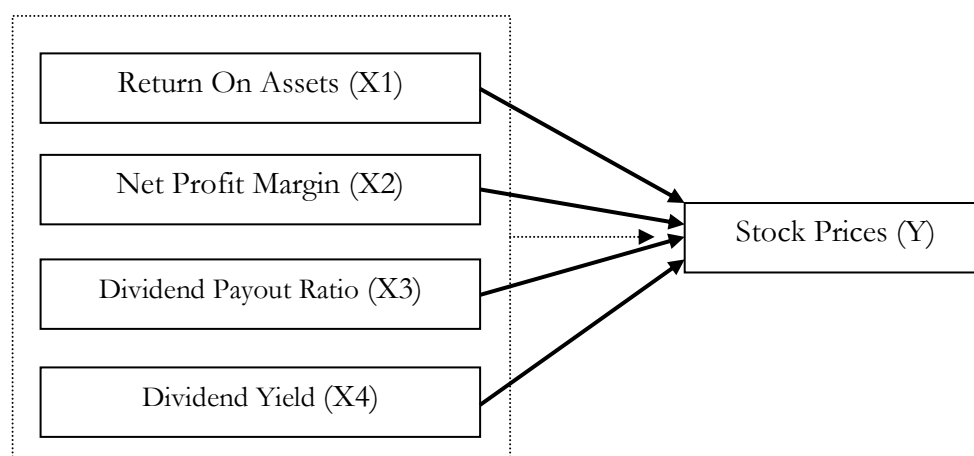 Return On Assets (X1)
Net Profit Margin (X2)
Stock Prices (Y)
Dividend Payout Ratio (X3)
Dividend Yield (X4)